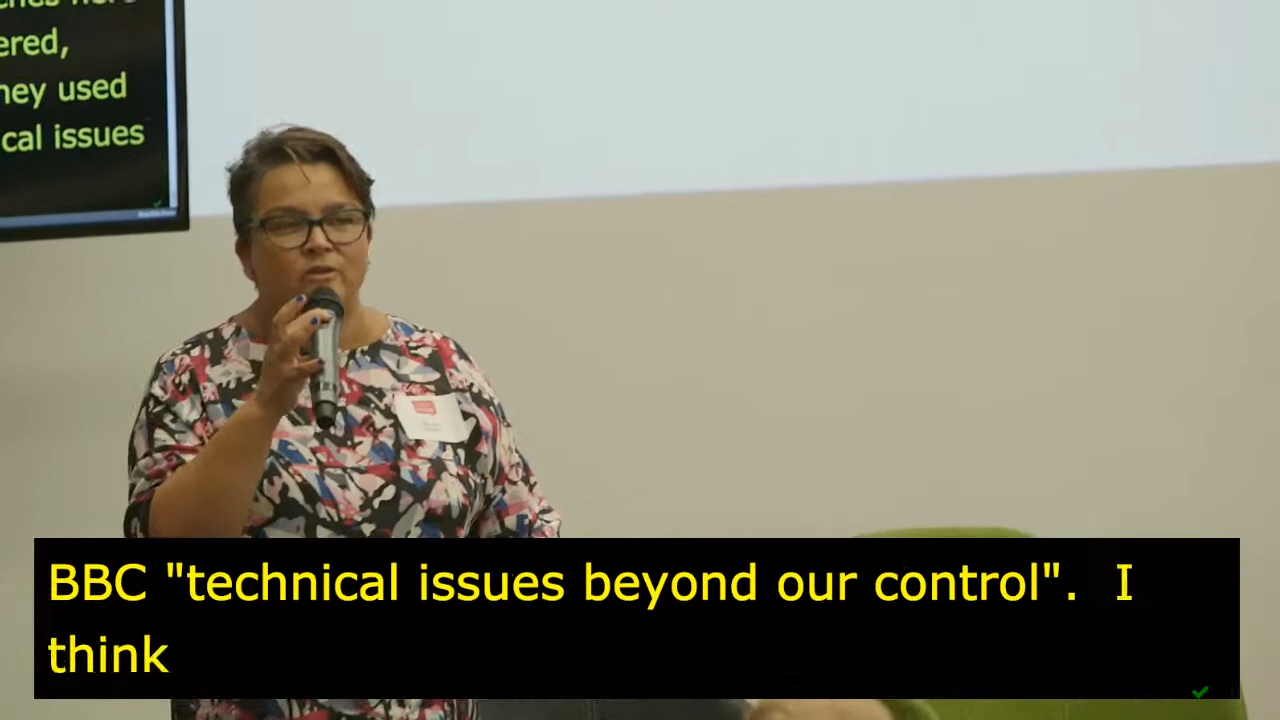 ered,
hey used
cal issues
BBC "technical issues beyond our control".  I
think